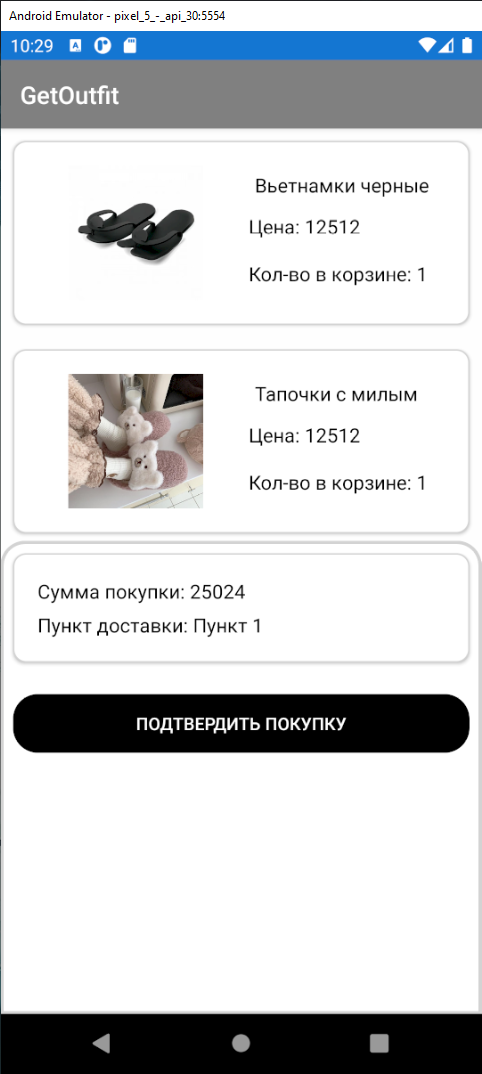 Android Emulator - pixel_5_-_api_30:5554
10:29
GetOutfit
Вьетнамки черные
Цена: 12512
Кол-во в корзине: 1
Тапочки с милым
Цена: 12512
Кол-во в корзине: 1
Сумма покупки: 25024
Пункт доставки: Пункт 1
ПОДТВЕРДИТЬ ПОКУПКУ